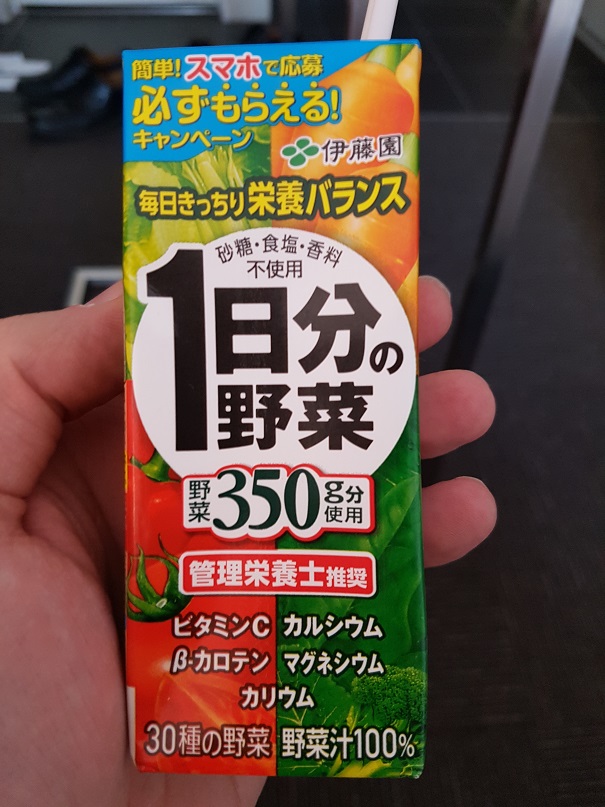 簡単!スマホで応募
必ずもらえる!
キャンペーン
伊藤園
毎日きっちり栄養バランス
砂糖・食塩・香料
不使用
1日分の
野菜
野菜350g分使用
管理栄養士推奨
ビタミンC カルシウム
β-カロテン マグネシウム
カリウム
30種の野菜 野菜汁100%